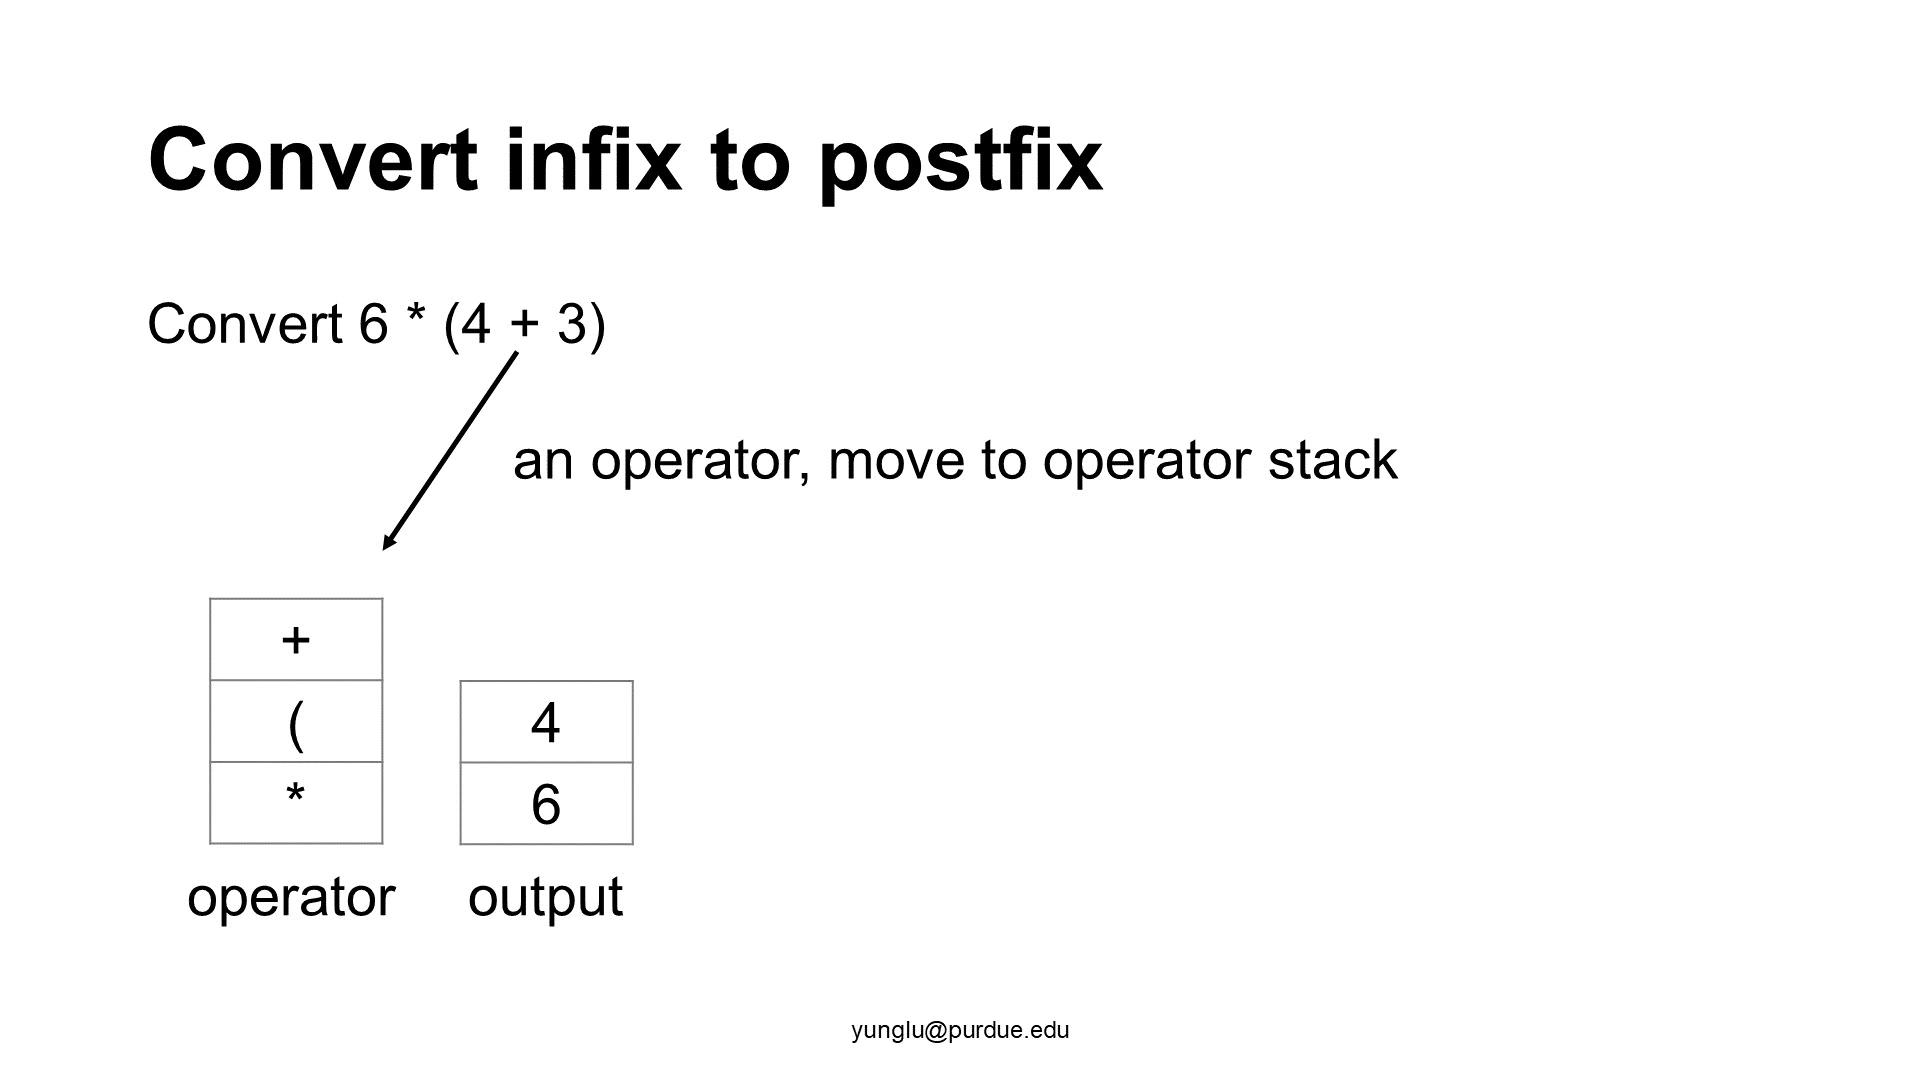 Convert infix to postfix
Convert 6 * (4 + 3)
an operator, move to operator stack
+
(
*
operator
4
6
output
yunglu@purdue.edu